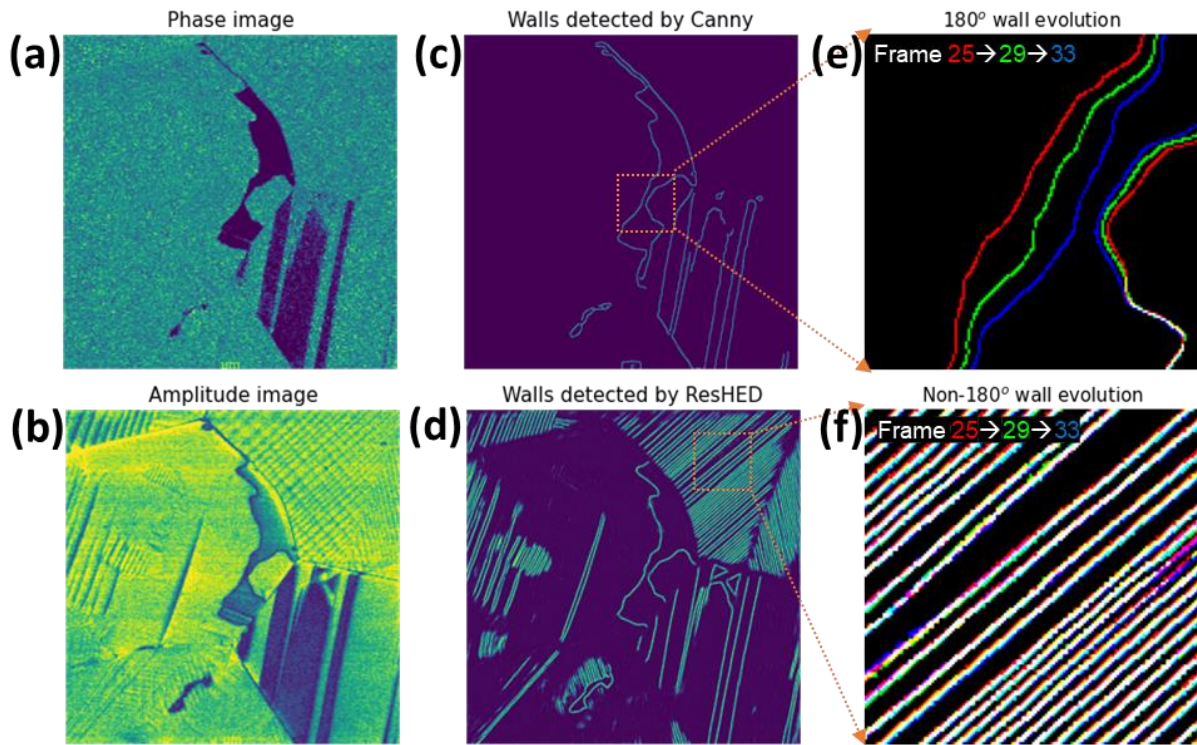 Phase image
(a)
Walls detected by Canny
(c)
180° wall evolution
(e)
Frame 25→29→33
Amplitude image
(b)
Walls detected by ResHED
(d)
Non-180° wall evolution
(f)
Frame 25→29→33